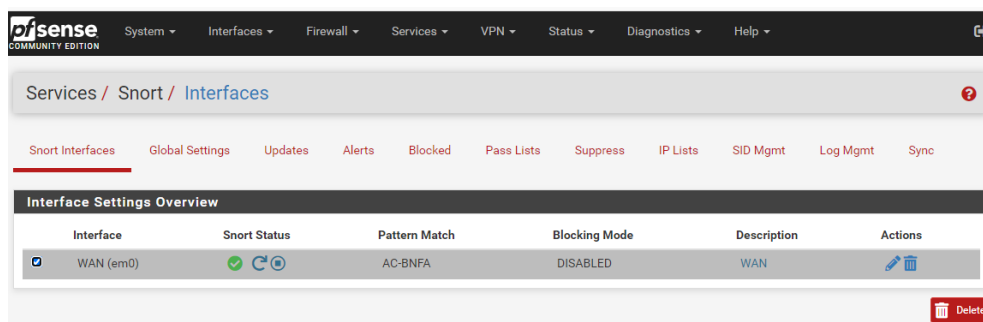 pfsense System Interfaces Firewall Services VPN Status Diagnostics Help
COMMUNITY EDITION
Services / Snort / Interfaces
Snort Interfaces Global Settings Updates Alerts Blocked Pass Lists Suppress IP Lists SID Mgmt Log Mgmt Sync
Interface Settings Overview
Interface Snort Status Pattern Match Blocking Mode Description Actions
WAN (em0) AC-BNFA DISABLED WAN
Delete